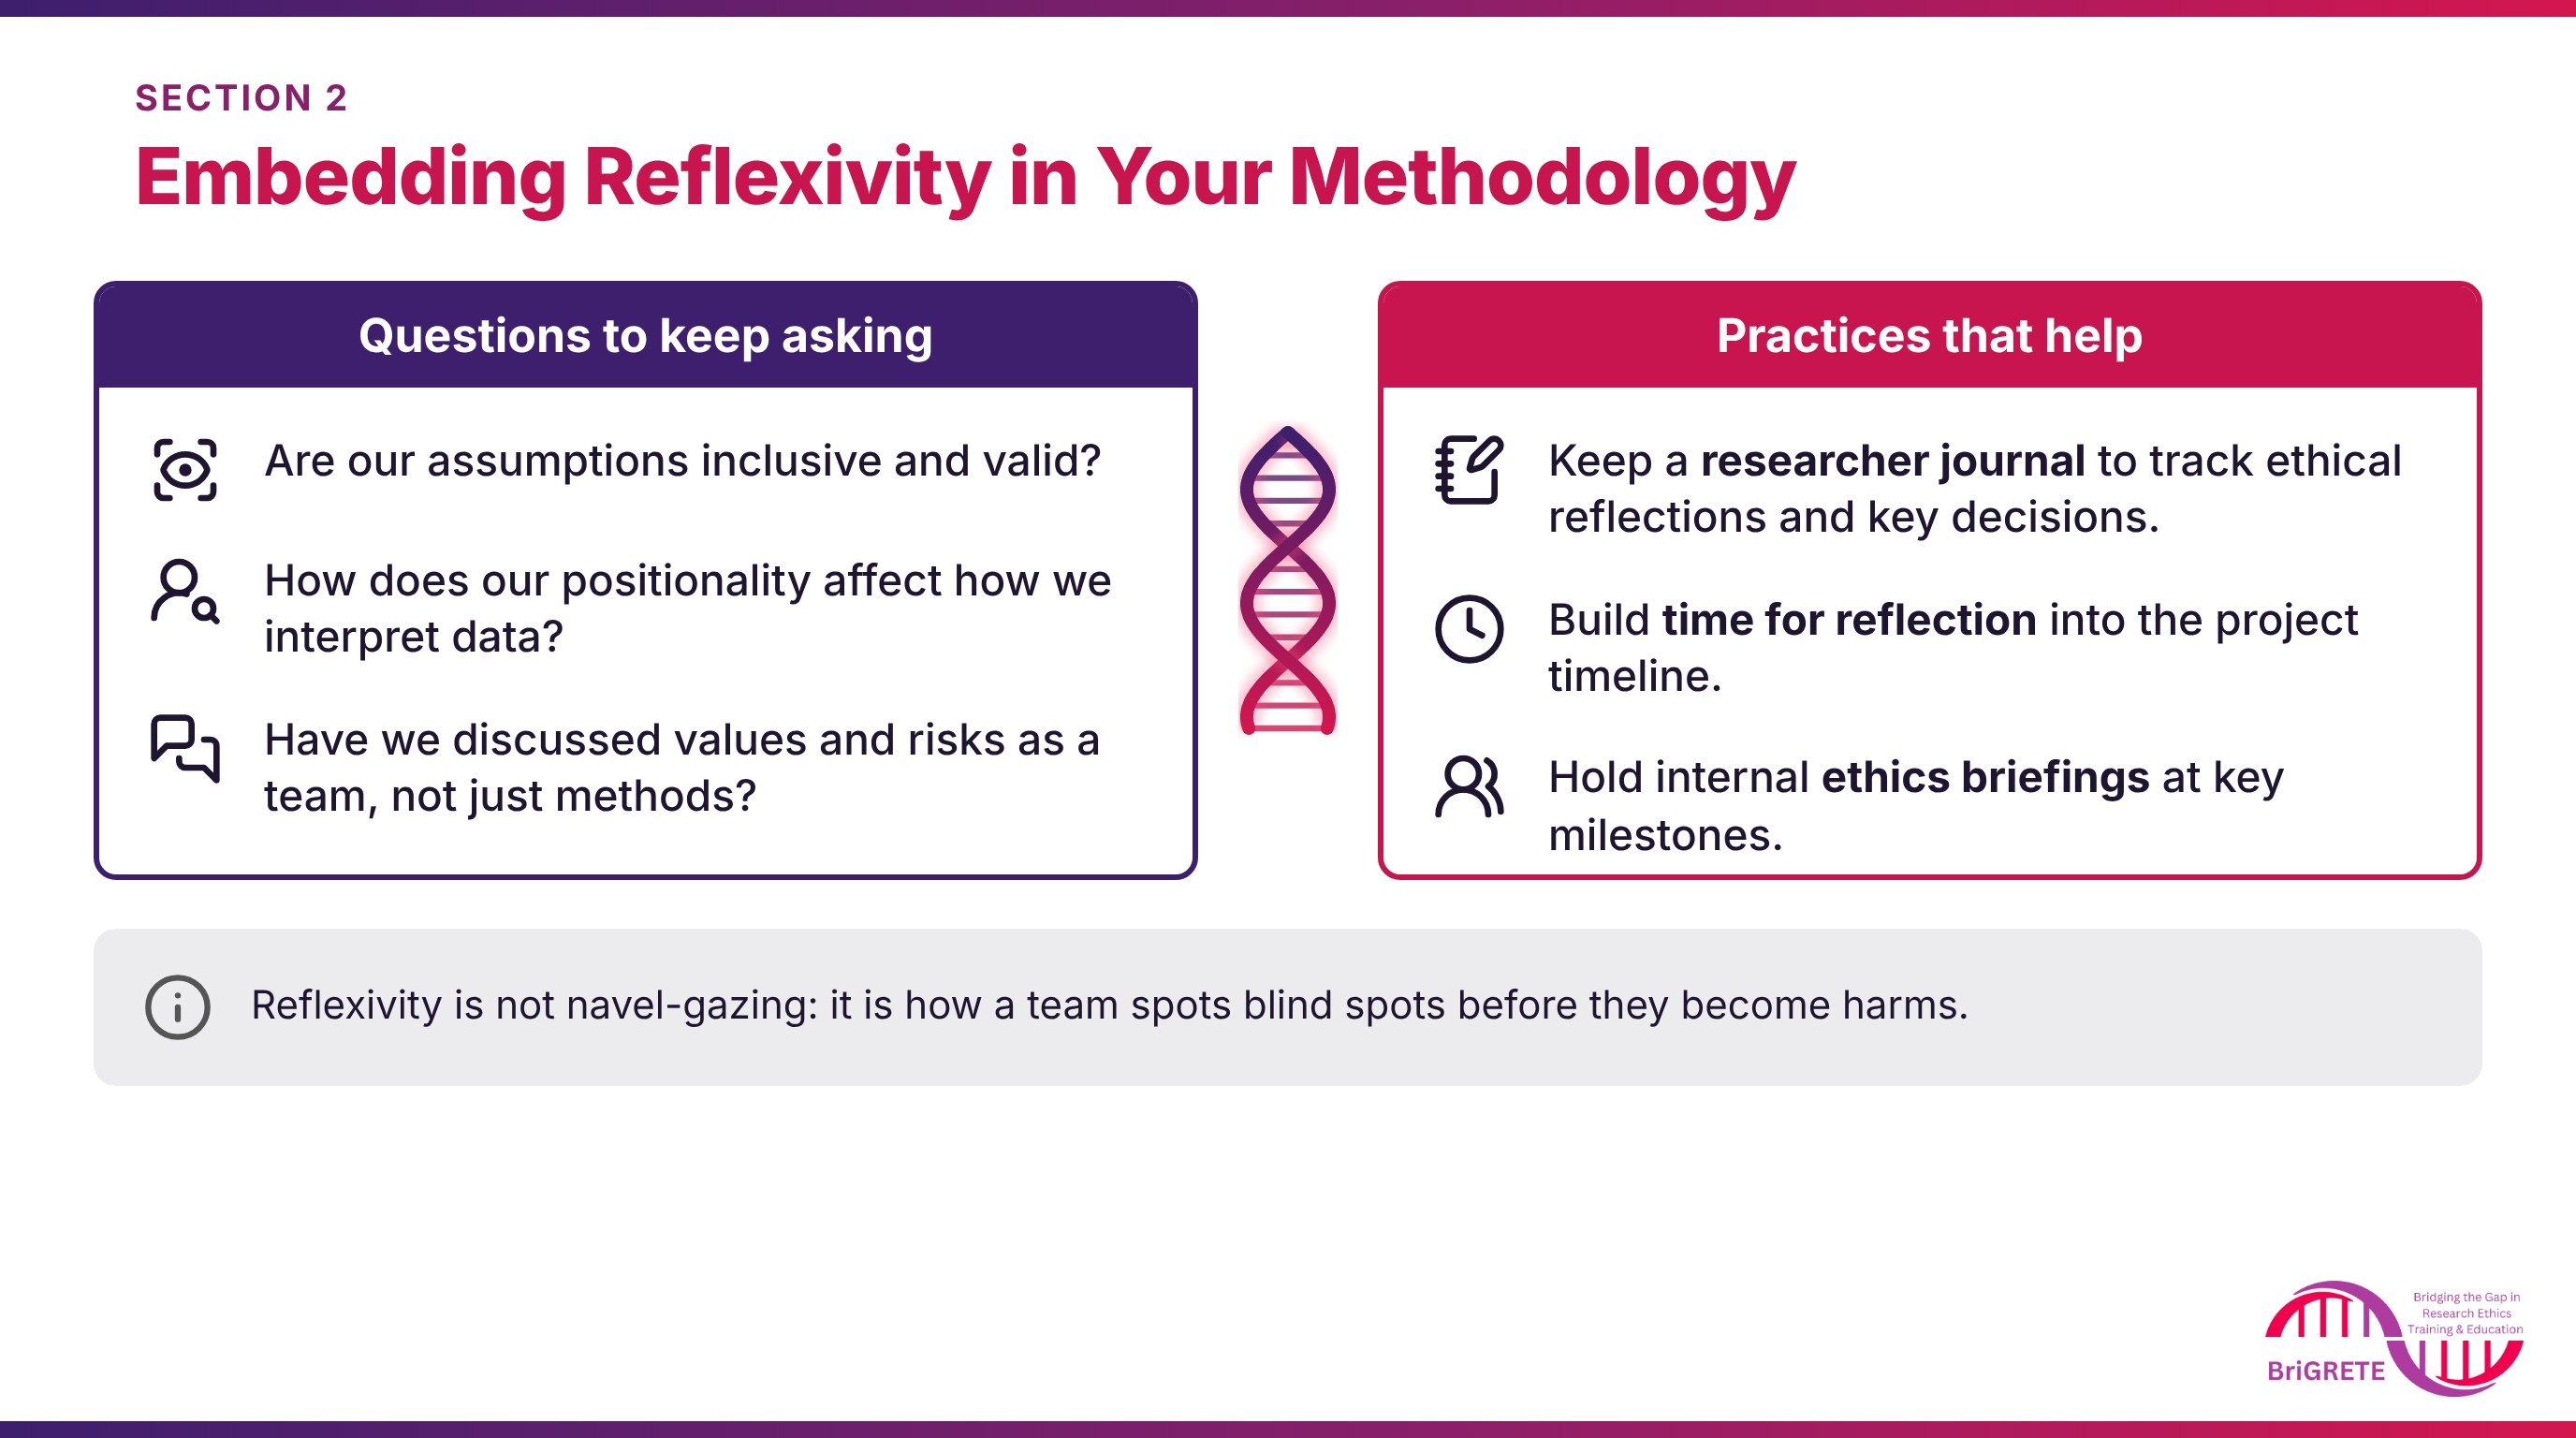 SECTION 2
Embedding Reflexivity in Your Methodology
Questions to keep asking
Are our assumptions inclusive and valid?
How does our positionality affect how we
interpret data?
Have we discussed values and risks as a
team, not just methods?
Practices that help
Keep a researcher journal to track ethical
reflections and key decisions.
Build time for reflection into the project
timeline.
Hold internal ethics briefings at key
milestones.
Reflexivity is not navel-gazing: it is how a team spots blind spots before they become harms.
Bridging the Gap in
Research Ethics
Training & Education
BriGRETE